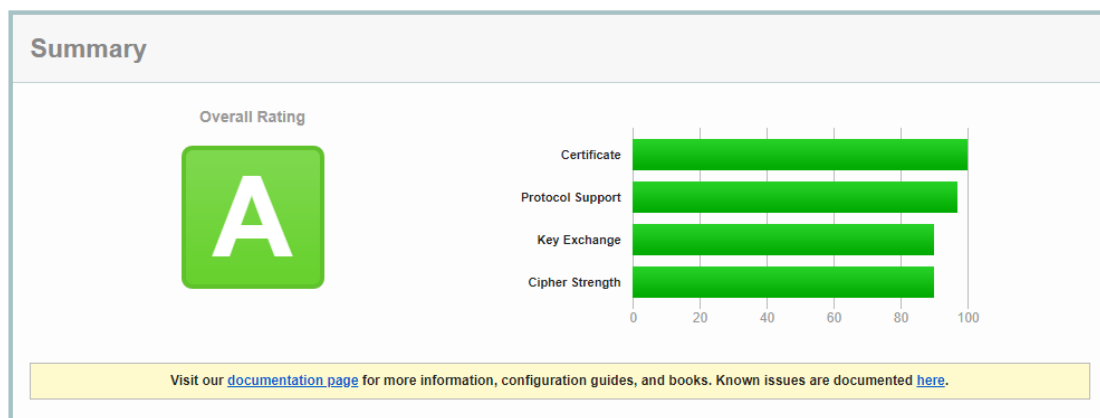 Summary
Overall Rating
A
Certificate
Protocol Support
Key Exchange
Cipher Strength
0 20 40 60 80 100
Visit our documentation page for more information, configuration guides, and books. Known issues are documented here.